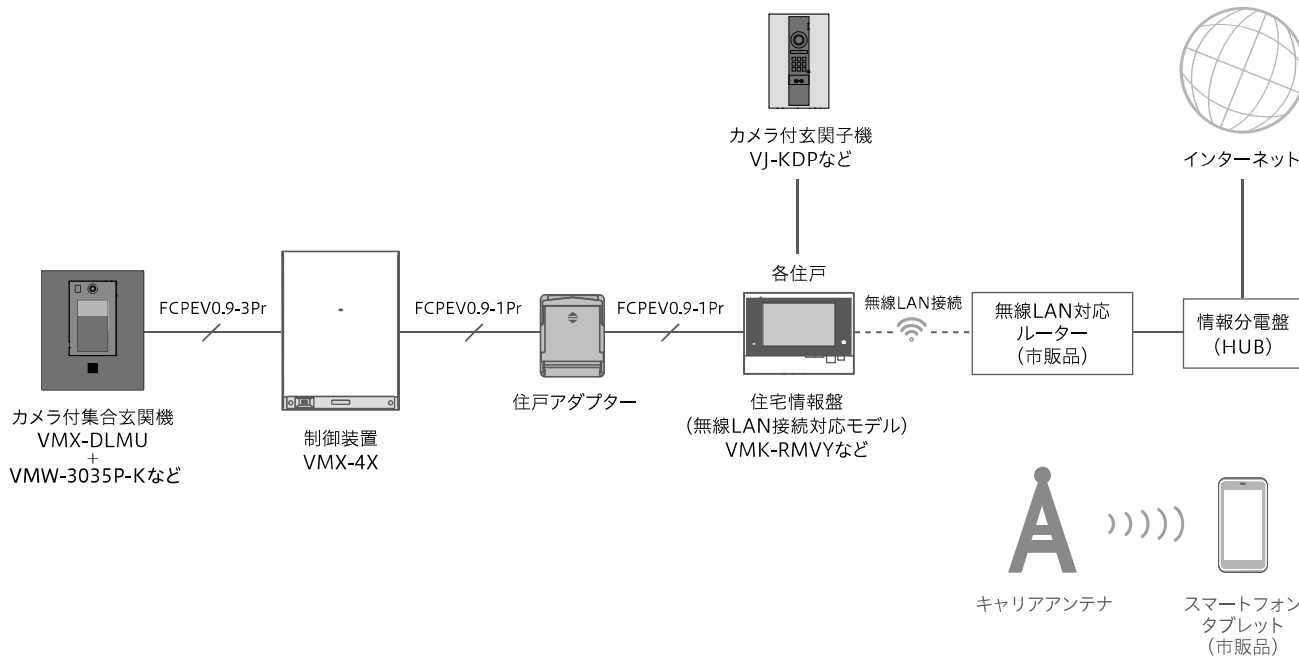 カメラ付玄関子機
VJ-KDPなど
インターネット
各住戸
FCPEV0.9-3Pr
FCPEV0.9-1Pr
FCPEV0.9-1Pr
無線LAN接続
無線LAN対応
ルーター
（市販品）
情報分電盤
（HUB）
カメラ付集合玄関機
VMX-DLMU
+
VMW-3035P-Kなど
制御装置
VMX-4X
住戸アダプター
住宅情報盤
（無線LAN接続対応モデル）
VMK-RMVYなど
キャリアアンテナ
スマートフォン
タブレット
（市販品）